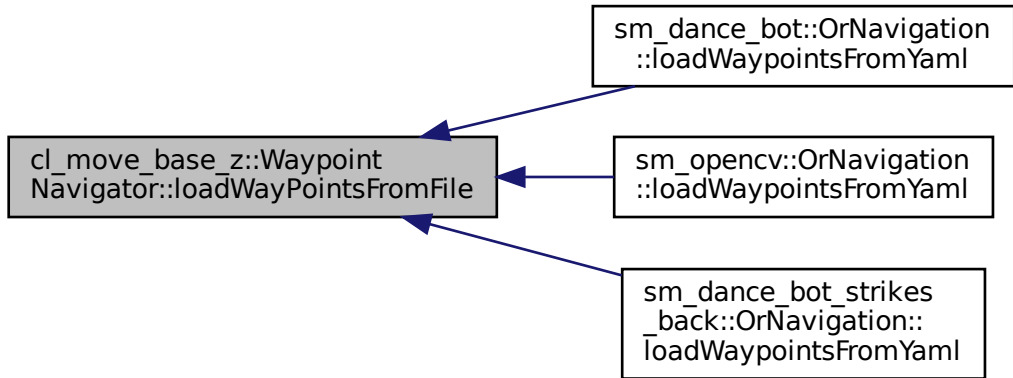 cl_move_base_z::Waypoint
Navigator::loadWayPointsFromFile
sm_dance_bot::OrNavigation
::loadWaypointsFromYaml
sm_opencv::OrNavigation
::loadWaypointsFromYaml
sm_dance_bot_strikes
_back::OrNavigation::
loadWaypointsFromYaml